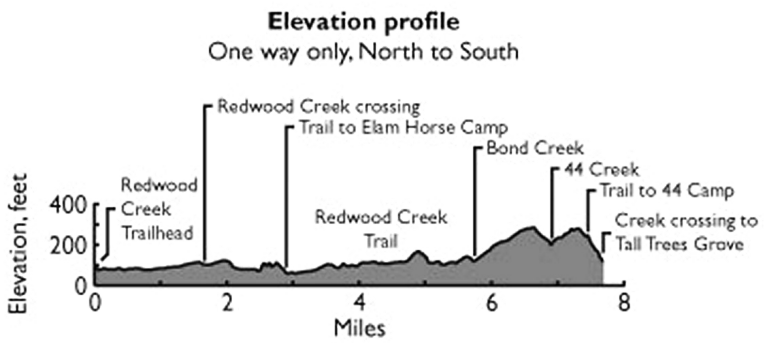 Elevation profile
One way only, North to South
Redwood Creek crossing
Trail to Elam Horse Camp
Bond Creek
44 Creek
Trail to 44 Camp
Redwood
Creek
Trailhead
Redwood Creek
Trail
Creek crossing to
Tall Trees Grove
Elevation, feet
400
200
0
0 2 4 6 8
Miles